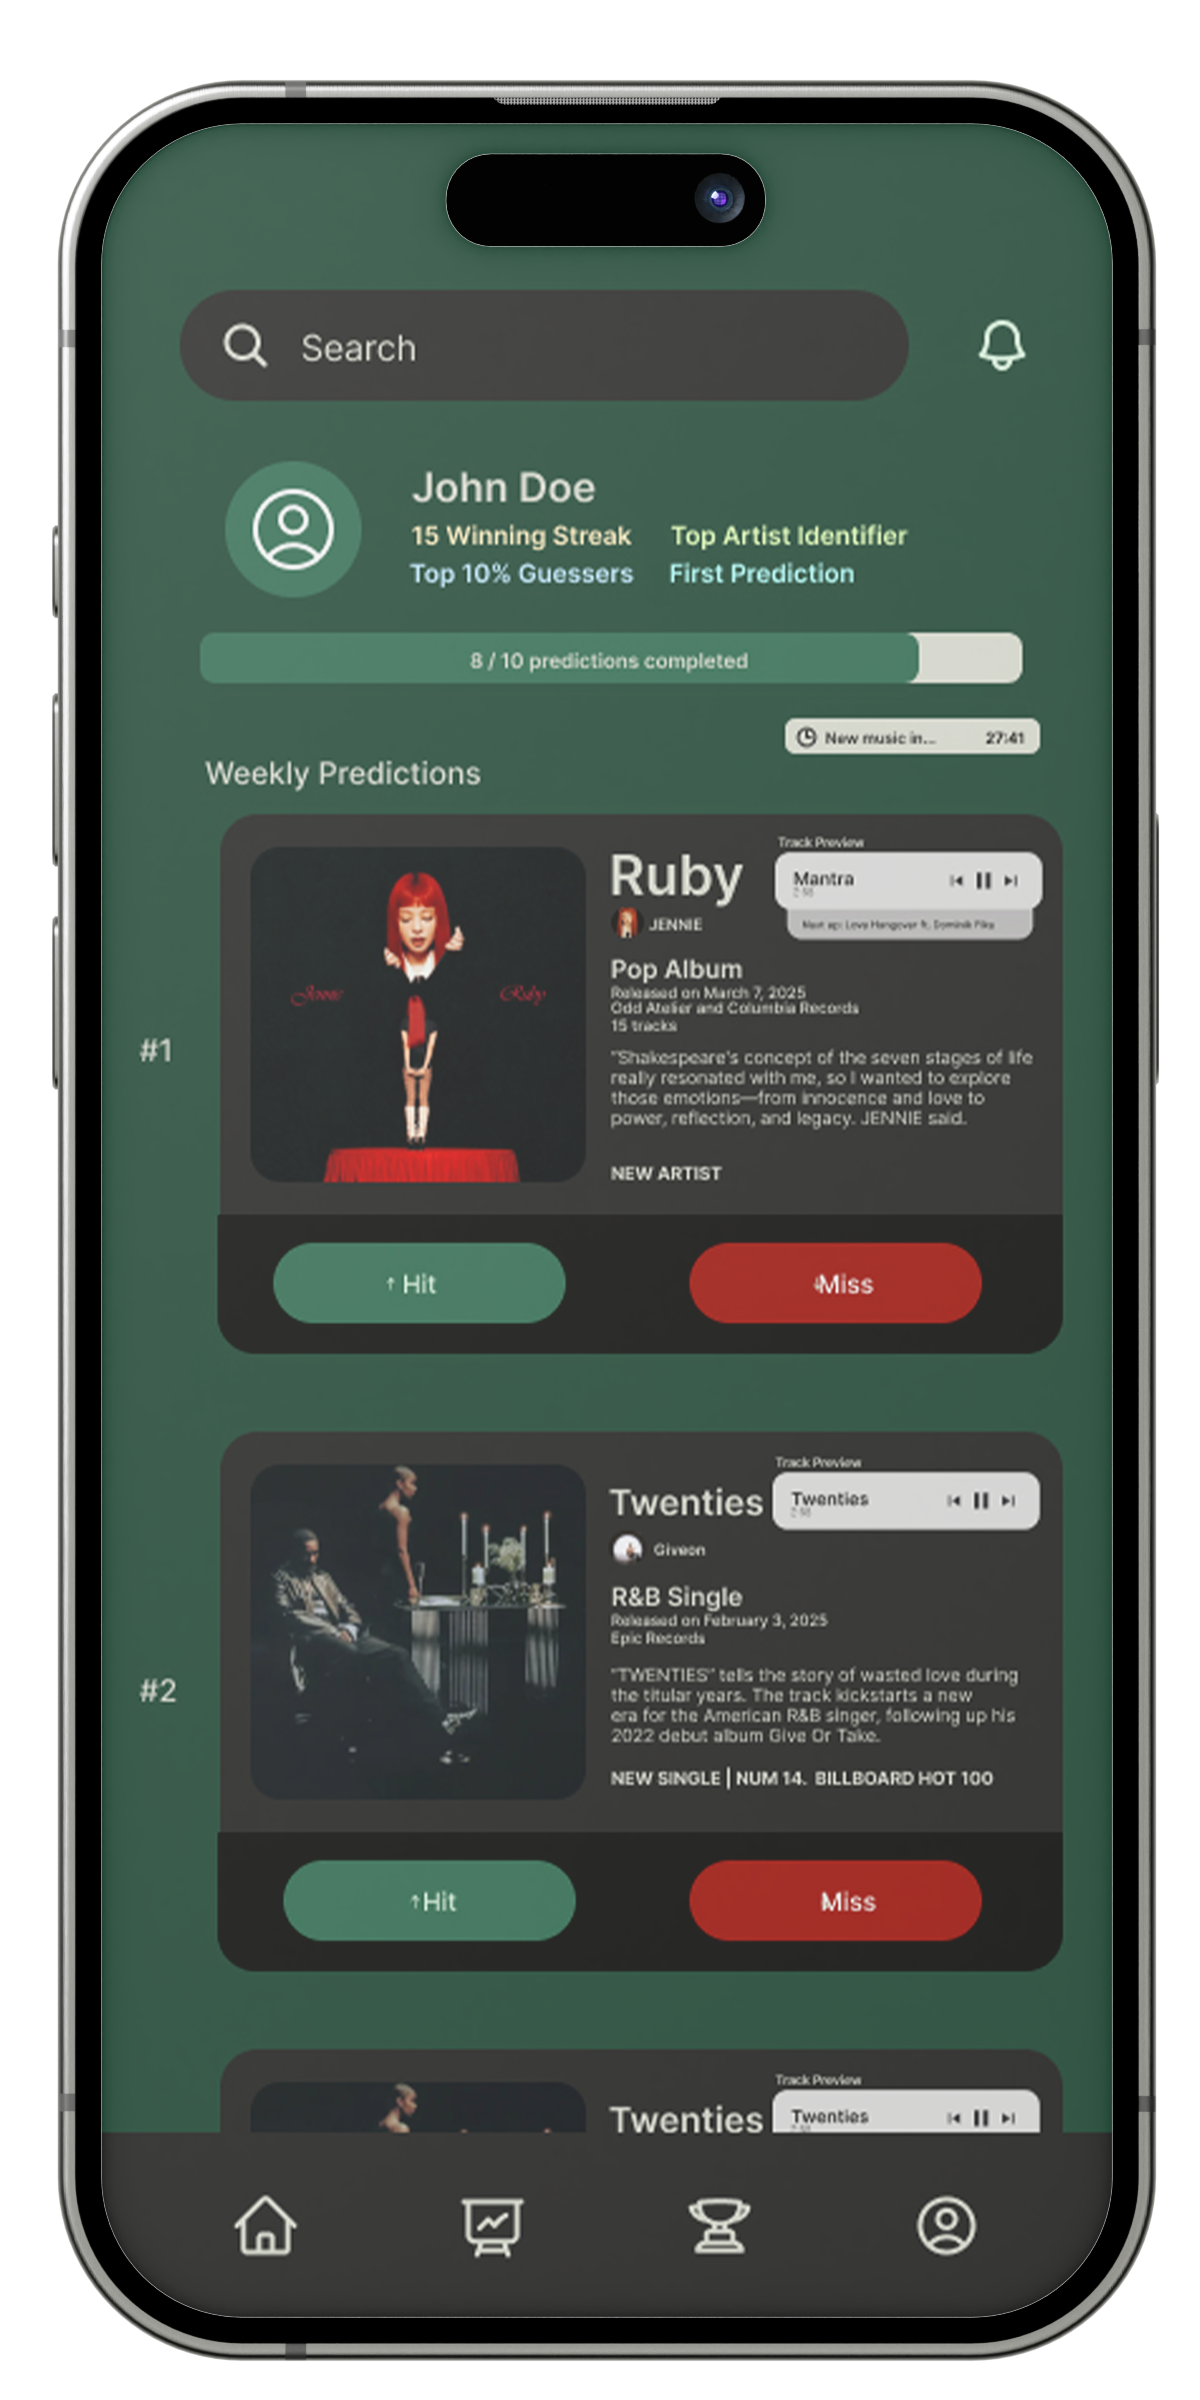 Search
John Doe
15 Winning Streak
Top Artist Identifier
Top 10% Guessers
First Prediction
8 / 10 predictions completed
New music in...
27:41
Weekly Predictions
#1
Jennie
Ruby
Ruby
JENNIE
Track Preview
Mantra
Next up: Love Hangover ft. Dominik Fike
Pop Album
Released on March 7, 2025
Odd Atelier and Columbia Records
15 tracks
"Shakespeare's concept of the seven stages of life
really resonated with me, so I wanted to explore
those emotions—from innocence and love to
power, reflection, and legacy. JENNIE said.
NEW ARTIST
↑ Hit
Miss
#2
Twenties
Giveon
Track Preview
Twenties
R&B Single
Released on February 3, 2025
Epic Records
"TWENTIES" tells the story of wasted love during
the titular years. The track kickstarts a new
era for the American R&B singer, following up his
2022 debut album Give Or Take.
NEW SINGLE | NUM 14. BILLBOARD HOT 100
↑ Hit
Miss
Twenties
Track Preview
Twenties